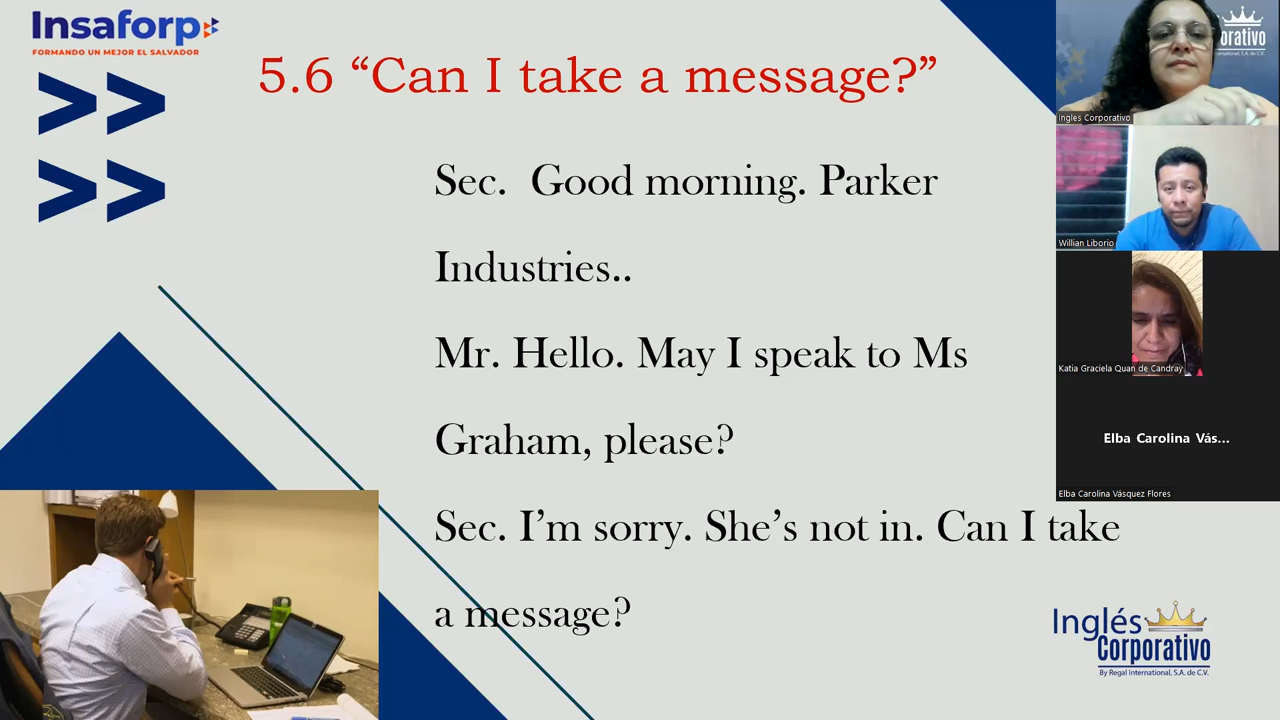 Insaforp
FORMANDO UN MEJOR EL SALVADOR
5.6 “Can I take a message?”
Sec.  Good morning. Parker
Industries..
Mr. Hello. May I speak to Ms
Graham, please?
Sec. I’m sorry. She’s not in. Can I take
a message?
orativo
Ingles Corporativo
Willian Liborio
Katia Graciela Quan de Candray
Elba Carolina Vás...
Elba Carolina Vásquez Flores
Inglés
Corporativo
By Regal International, S.A. de C.V.